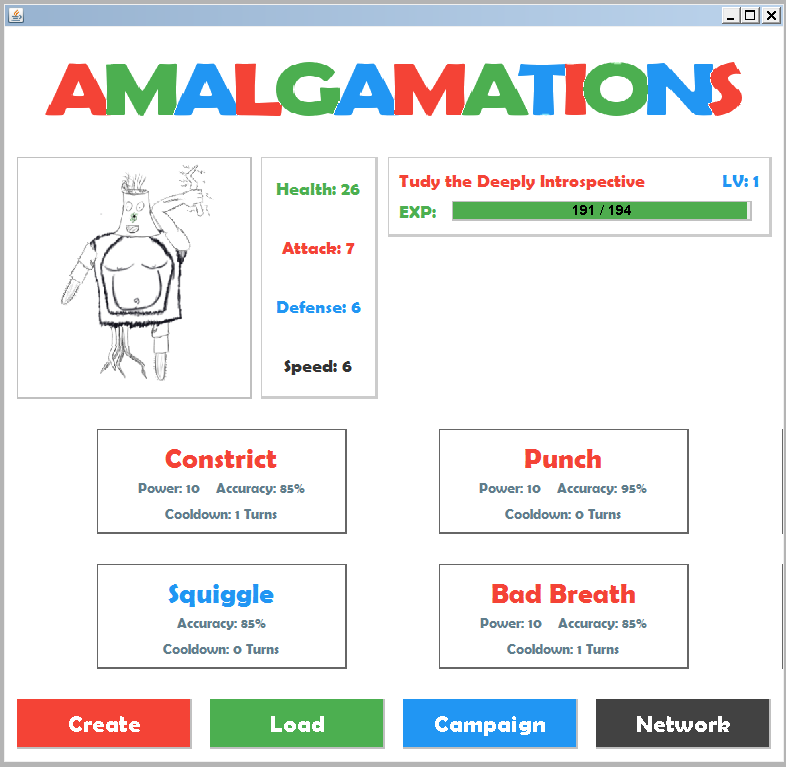 AMALGAMATIONS
Health: 26
Attack: 7
Defense: 6
Speed: 6
Tudy the Deeply Introspective LV: 1
EXP: 191 / 194
Constrict
Power: 10 Accuracy: 85%
Cooldown: 1 Turns
Punch
Power: 10 Accuracy: 95%
Cooldown: 0 Turns
Squiggle
Accuracy: 85%
Cooldown: 0 Turns
Bad Breath
Power: 10 Accuracy: 85%
Cooldown: 1 Turns
Create
Load
Campaign
Network